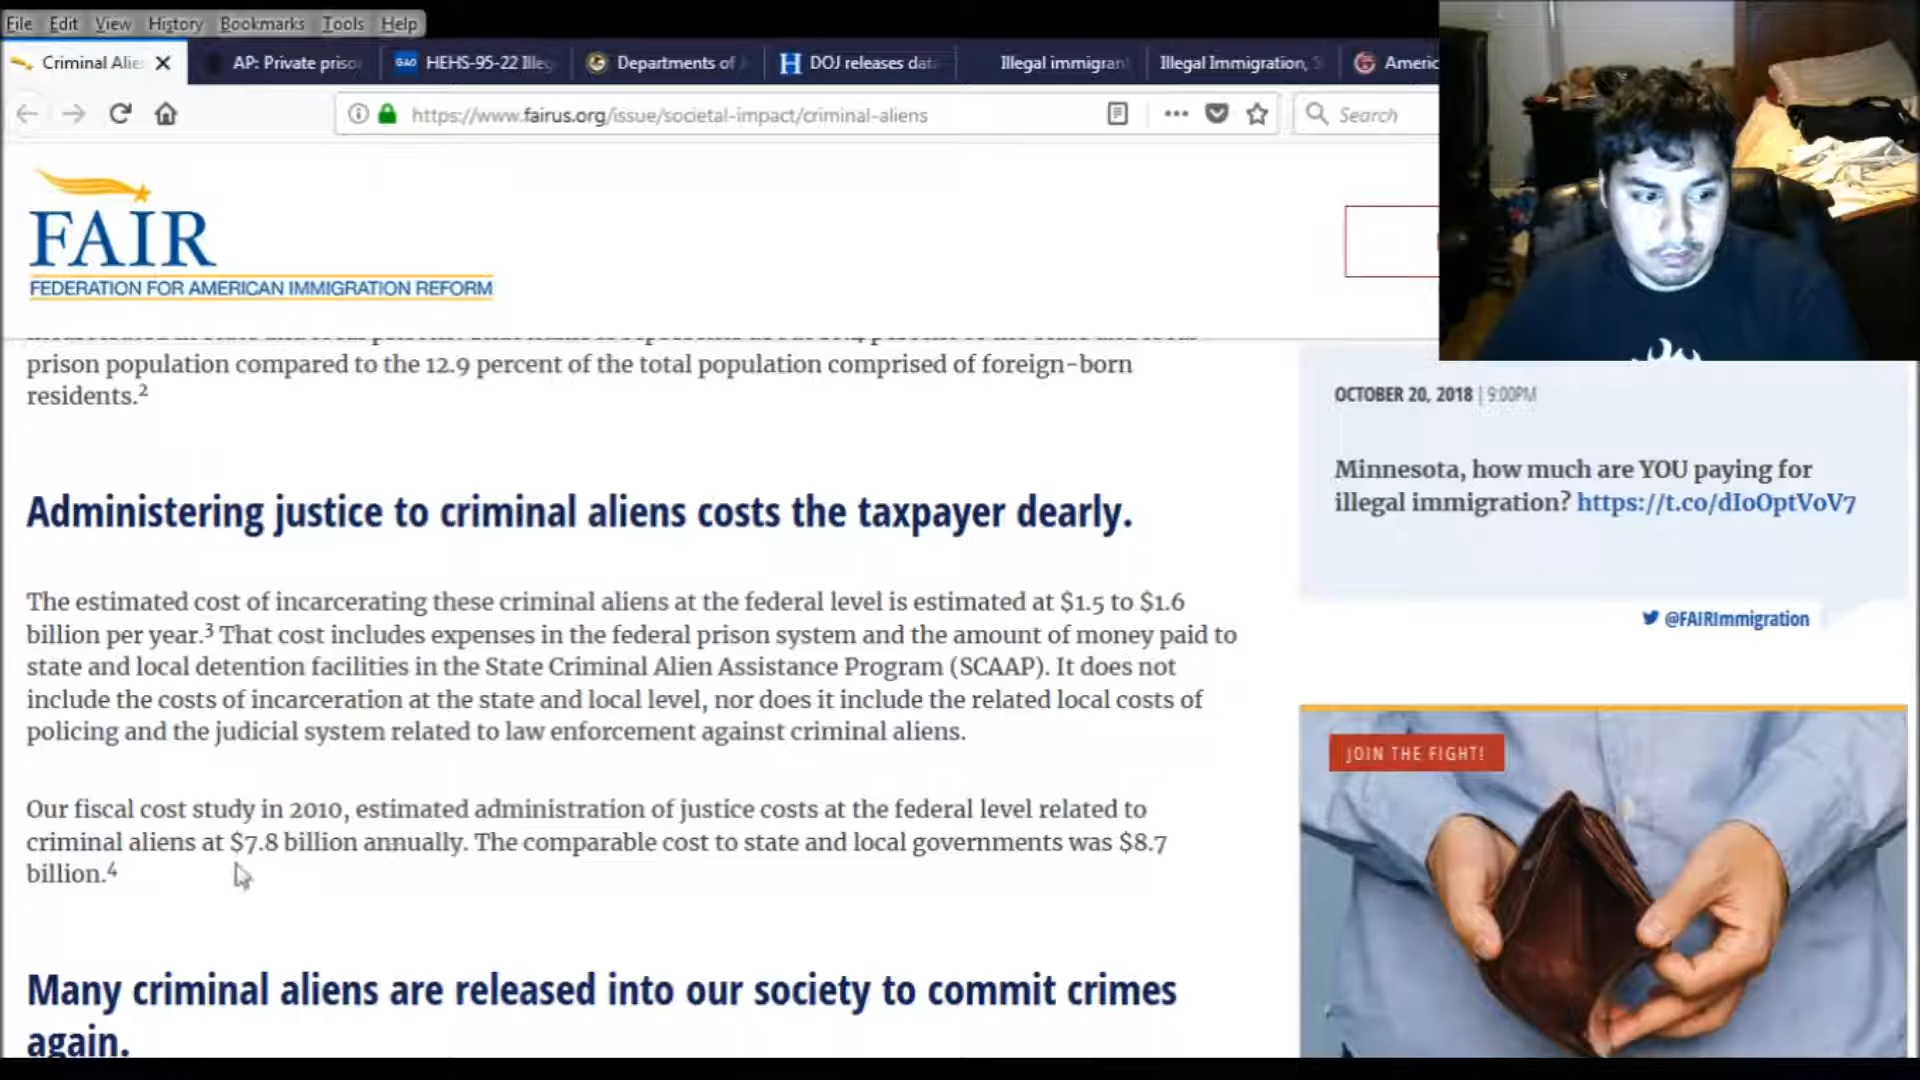 File Edit View History Bookmarks Tools Help
Criminal Alie AP: Private priso GAO HEHS-95-22 Ille Departments of H DOJ releases dat Illegal immigran Illegal Immigration, Americ
https://www.fairus.org/issue/societal-impact/criminal-aliens Search
FAIR
FEDERATION FOR AMERICAN IMMIGRATION REFORM
prison population compared to the 12.9 percent of the total population comprised of foreign-born
residents.2
Administering justice to criminal aliens costs the taxpayer dearly.
The estimated cost of incarcerating these criminal aliens at the federal level is estimated at $1.5 to $1.6
billion per year.3 That cost includes expenses in the federal prison system and the amount of money paid to
state and local detention facilities in the State Criminal Alien Assistance Program (SCAAP). It does not
include the costs of incarceration at the state and local level, nor does it include the related local costs of
policing and the judicial system related to law enforcement against criminal aliens.
Our fiscal cost study in 2010, estimated administration of justice costs at the federal level related to
criminal aliens at $7.8 billion annually. The comparable cost to state and local governments was $8.7
billion.4
Many criminal aliens are released into our society to commit crimes
again.
OCTOBER 20, 2018 | 9:00PM
Minnesota, how much are YOU paying for
illegal immigration? https://t.co/dIoOptVoV7
@FAIRImmigration
JOIN THE FIGHT!